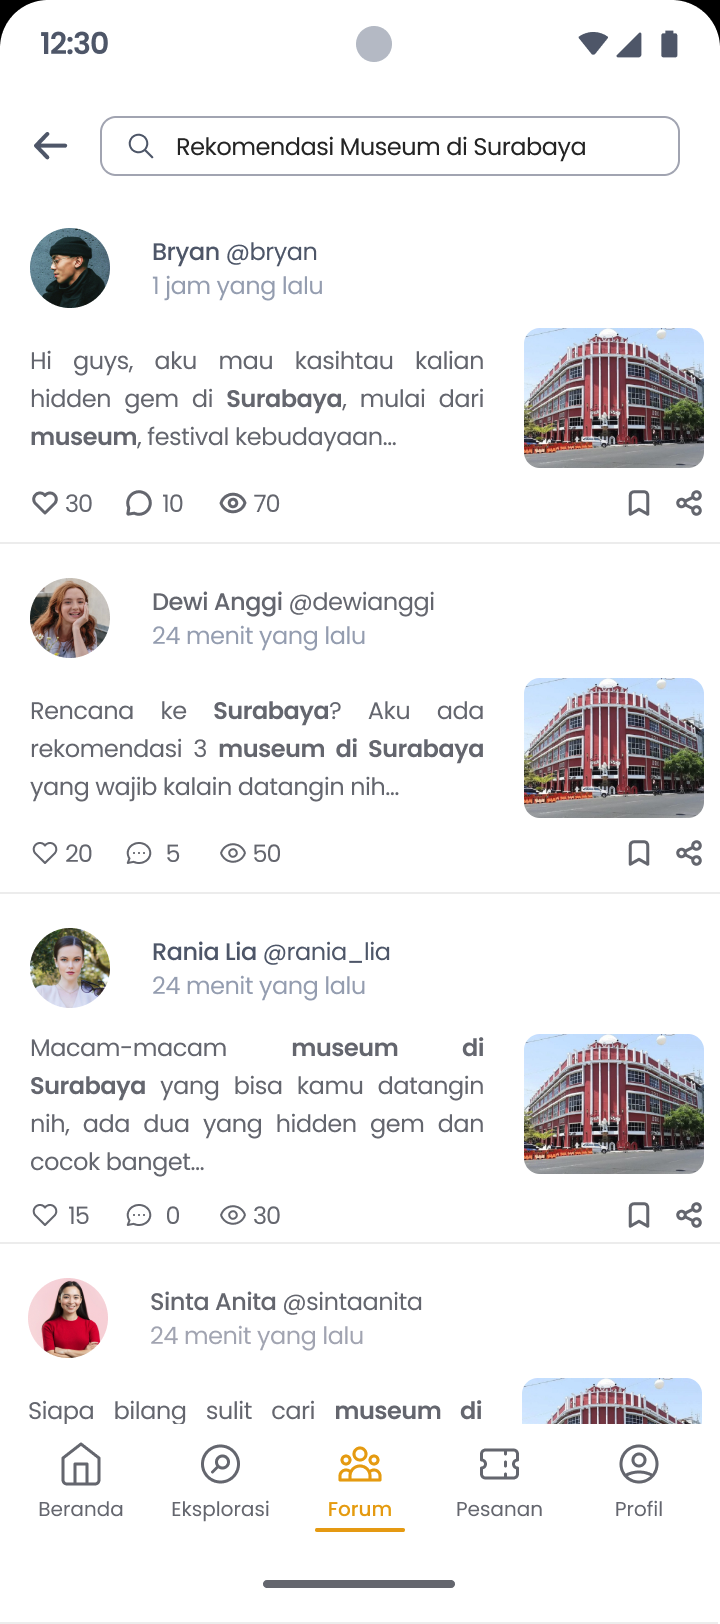 12:30
Rekomendasi Museum di Surabaya
Bryan @bryan
1 jam yang lalu
Hi guys, aku mau kasihtau kalian
hidden gem di Surabaya, mulai dari
museum, festival kebudayaan...
30 10 70
Dewi Anggi @dewianggi
24 menit yang lalu
Rencana ke Surabaya? Aku ada
rekomendasi 3 museum di Surabaya
yang wajib kalain datangin nih...
20 5 50
Rania Lia @rania_lia
24 menit yang lalu
Macam-macam museum di
Surabaya yang bisa kamu datangin
nih, ada dua yang hidden gem dan
cocok banget...
15 0 30
Sinta Anita @sintaanita
24 menit yang lalu
Siapa bilang sulit cari museum di
Beranda Eksplorasi Forum Pesanan Profil